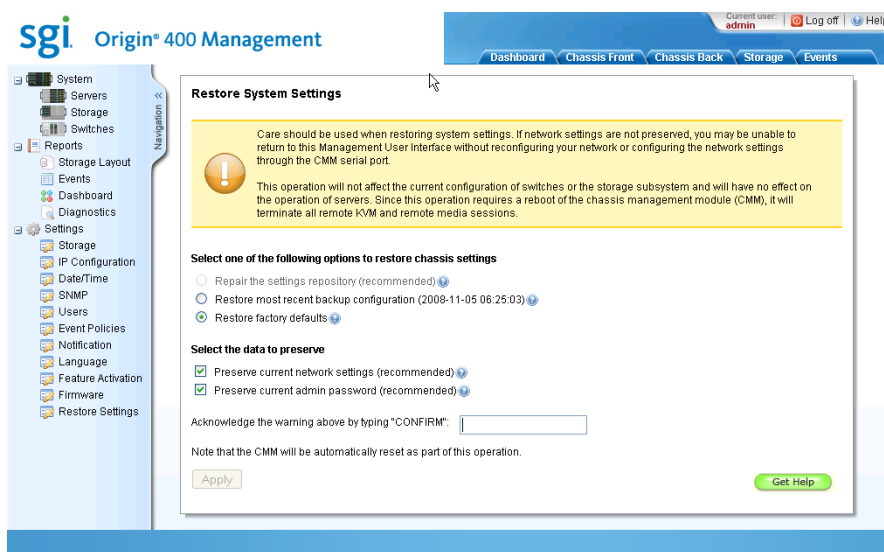 Current user:
admin
Log off
Hel
sgi Origin® 400 Management
Dashboard
Chassis Front
Chassis Back
Storage
Events
System
Servers
Storage
Switches
Reports
Storage Layout
Events
Dashboard
Diagnostics
Settings
Storage
IP Configuration
Date/Time
SNMP
Users
Event Policies
Notification
Language
Feature Activation
Firmware
Restore Settings
«
Navigation
Restore System Settings
Care should be used when restoring system settings. If network settings are not preserved, you may be unable to
return to this Management User Interface without reconfiguring your network or configuring the network settings
through the CMM serial port.
This operation will not affect the current configuration of switches or the storage subsystem and will have no effect on
the operation of servers. Since this operation requires a reboot of the chassis management module (CMM), it will
terminate all remote KVM and remote media sessions.
Select one of the following options to restore chassis settings
Repair the settings repository (recommended)
Restore most recent backup configuration (2008-11-05 06:25:03)
Restore factory defaults
Select the data to preserve
Preserve current network settings (recommended)
Preserve current admin password (recommended)
Acknowledge the warning above by typing "CONFIRM":
Note that the CMM will be automatically reset as part of this operation.
Apply
Get Help